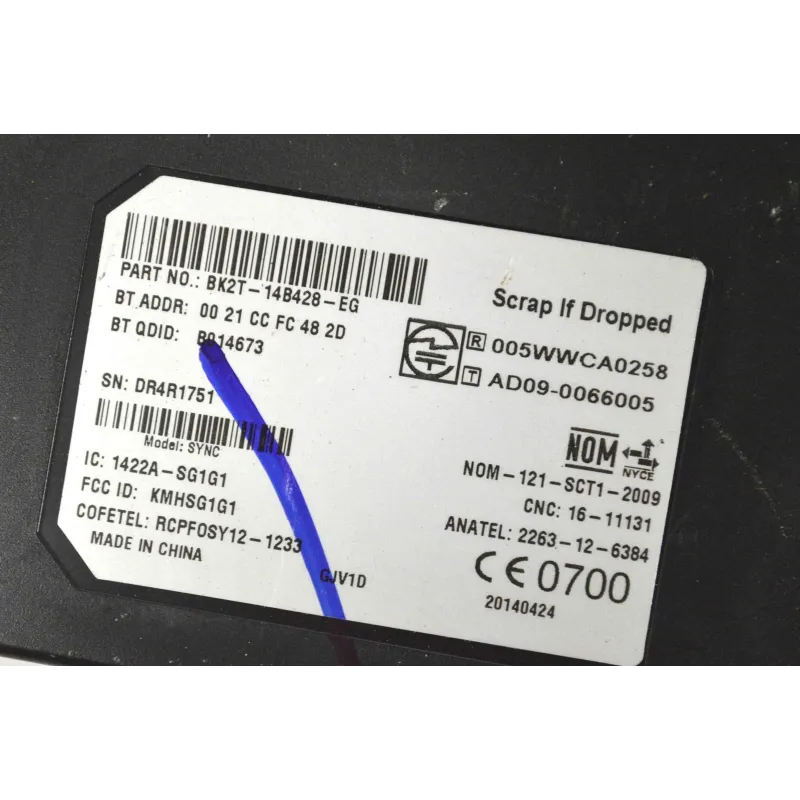 PART NO.: BK2T-14B428-EG
BT ADDR: 00 21 CC FC 48 2D
BT QDID: B014673
SN: DR4R1751
Model: SYNC
IC: 1422A-SG1G1
FCC ID: KMHSG1G1
COFETEL: RCPFOSY12-1233
MADE IN CHINA
GJV1D
Scrap If Dropped
R 005WWCA0258
T AD09-0066005
NOM NYCE
NOM-121-SCT1-2009
CNC: 16-11131
ANATEL: 2263-12-6384
CE0700
20140424